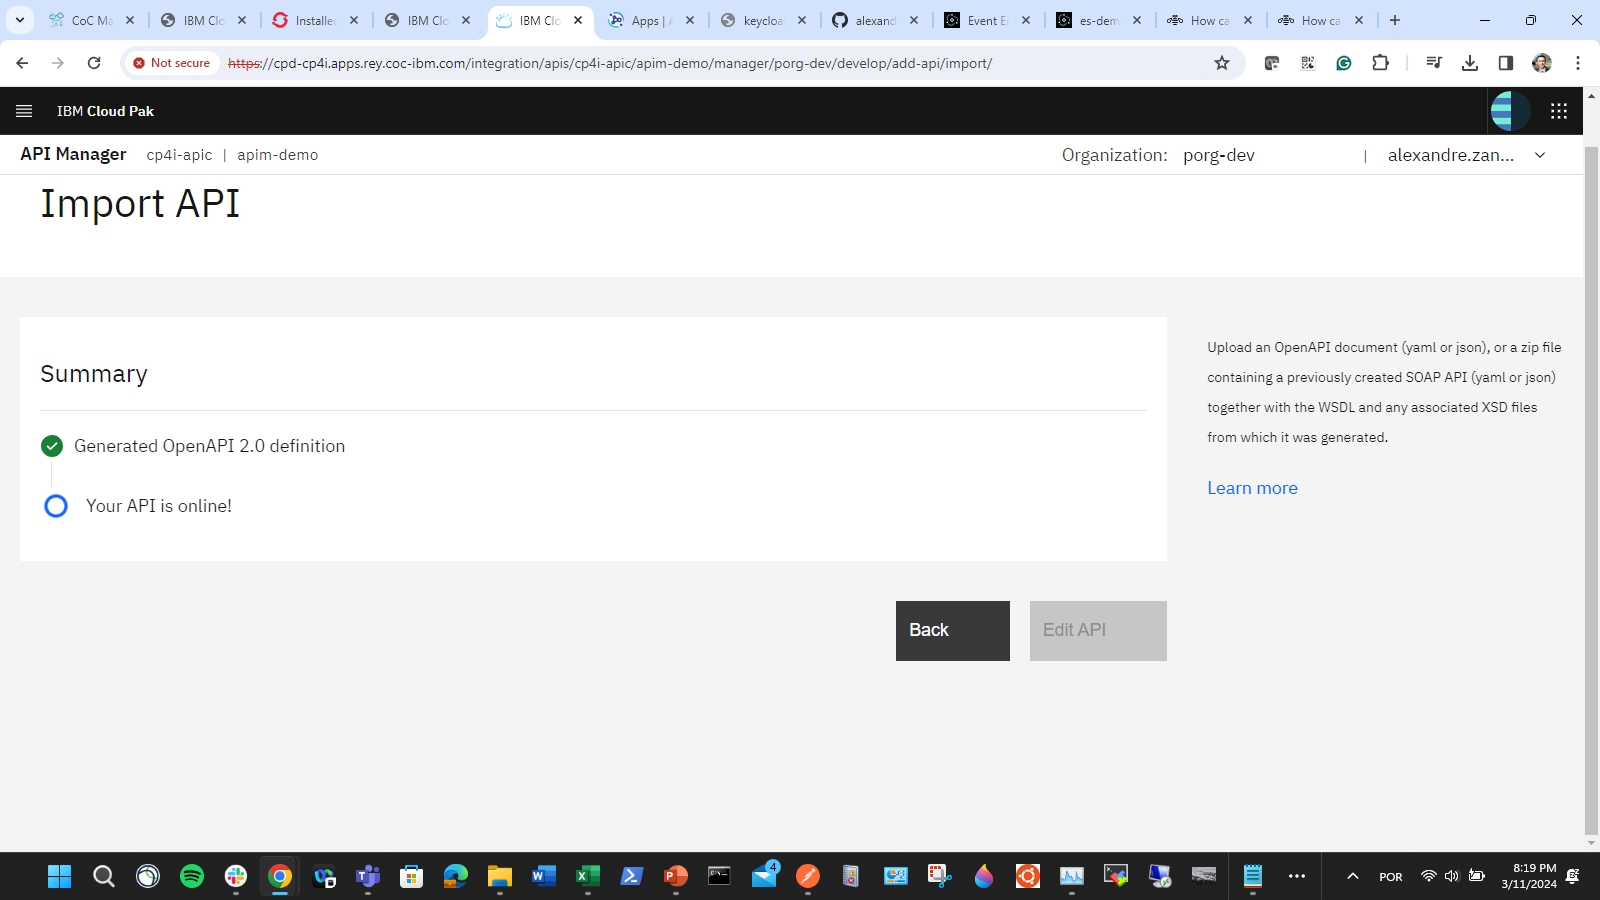 CoC Ma
IBM Clo
Installed
IBM Clo
IBM Clo
Apps | A
keycloa
alexand
Event E
es-dem
How ca
How ca
Not secure
https://cpd-cp4i.apps.rey.coc-ibm.com/integration/apis/cp4i-apic/apim-demo/manager/porg-dev/develop/add-api/import/
IBM Cloud Pak
API Manager cp4i-apic | apim-demo
Organization: porg-dev | alexandre.zan...
Import API
Summary
Generated OpenAPI 2.0 definition
Your API is online!
Back
Edit API
Upload an OpenAPI document (yaml or json), or a zip file
containing a previously created SOAP API (yaml or json)
together with the WSDL and any associated XSD files
from which it was generated.
Learn more
4
POR
8:19 PM
3/11/2024